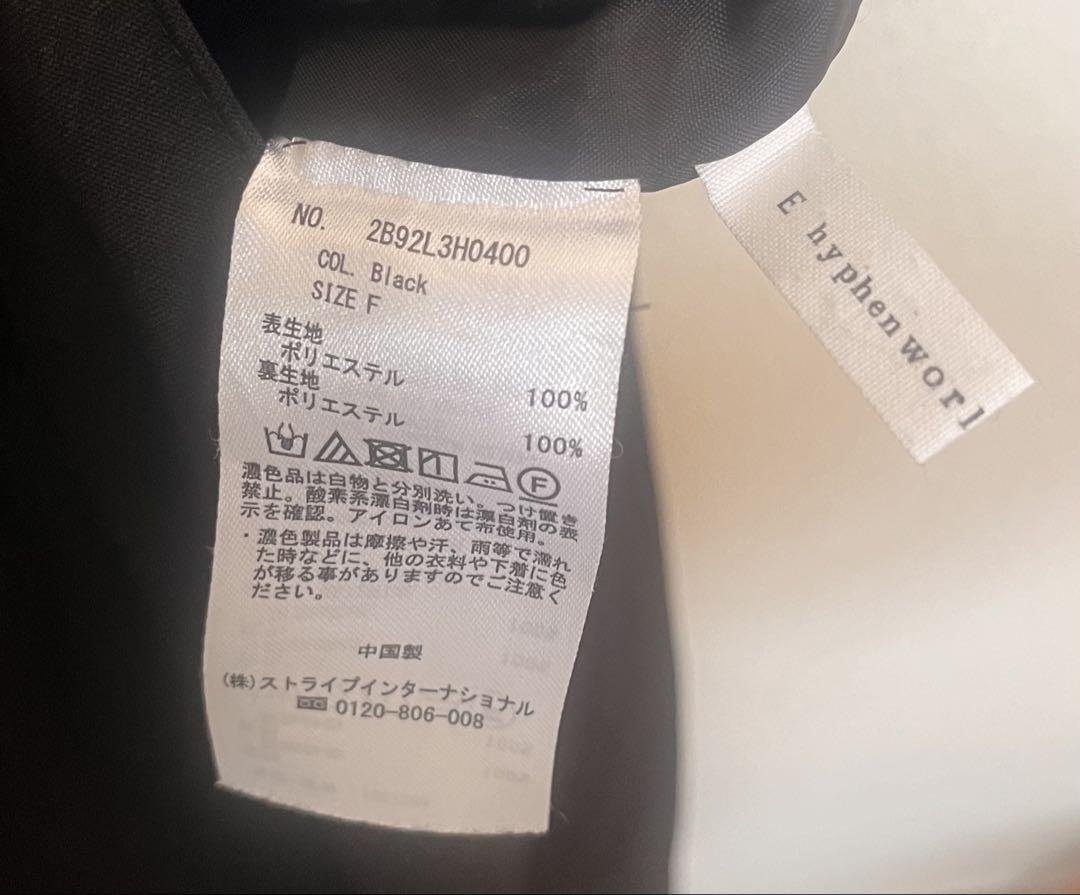 NO. 2B92L3H0400
COL. Black
SIZE F
表生地
ポリエステル 100%
裏生地
ポリエステル 100%
F
濃色品は白物と分別洗い。つけ置き
禁止。酸素系漂白剤時は漂白剤の表
示を確認。アイロンあて布使用。
・濃色製品は摩擦や汗、雨等で濡れ
た時などに、他の衣料や下着に色
が移る事がありますのでご注意く
ださい。
中国製
(株)ストライプインターナショナル
0120-806-008
E hyphen worl